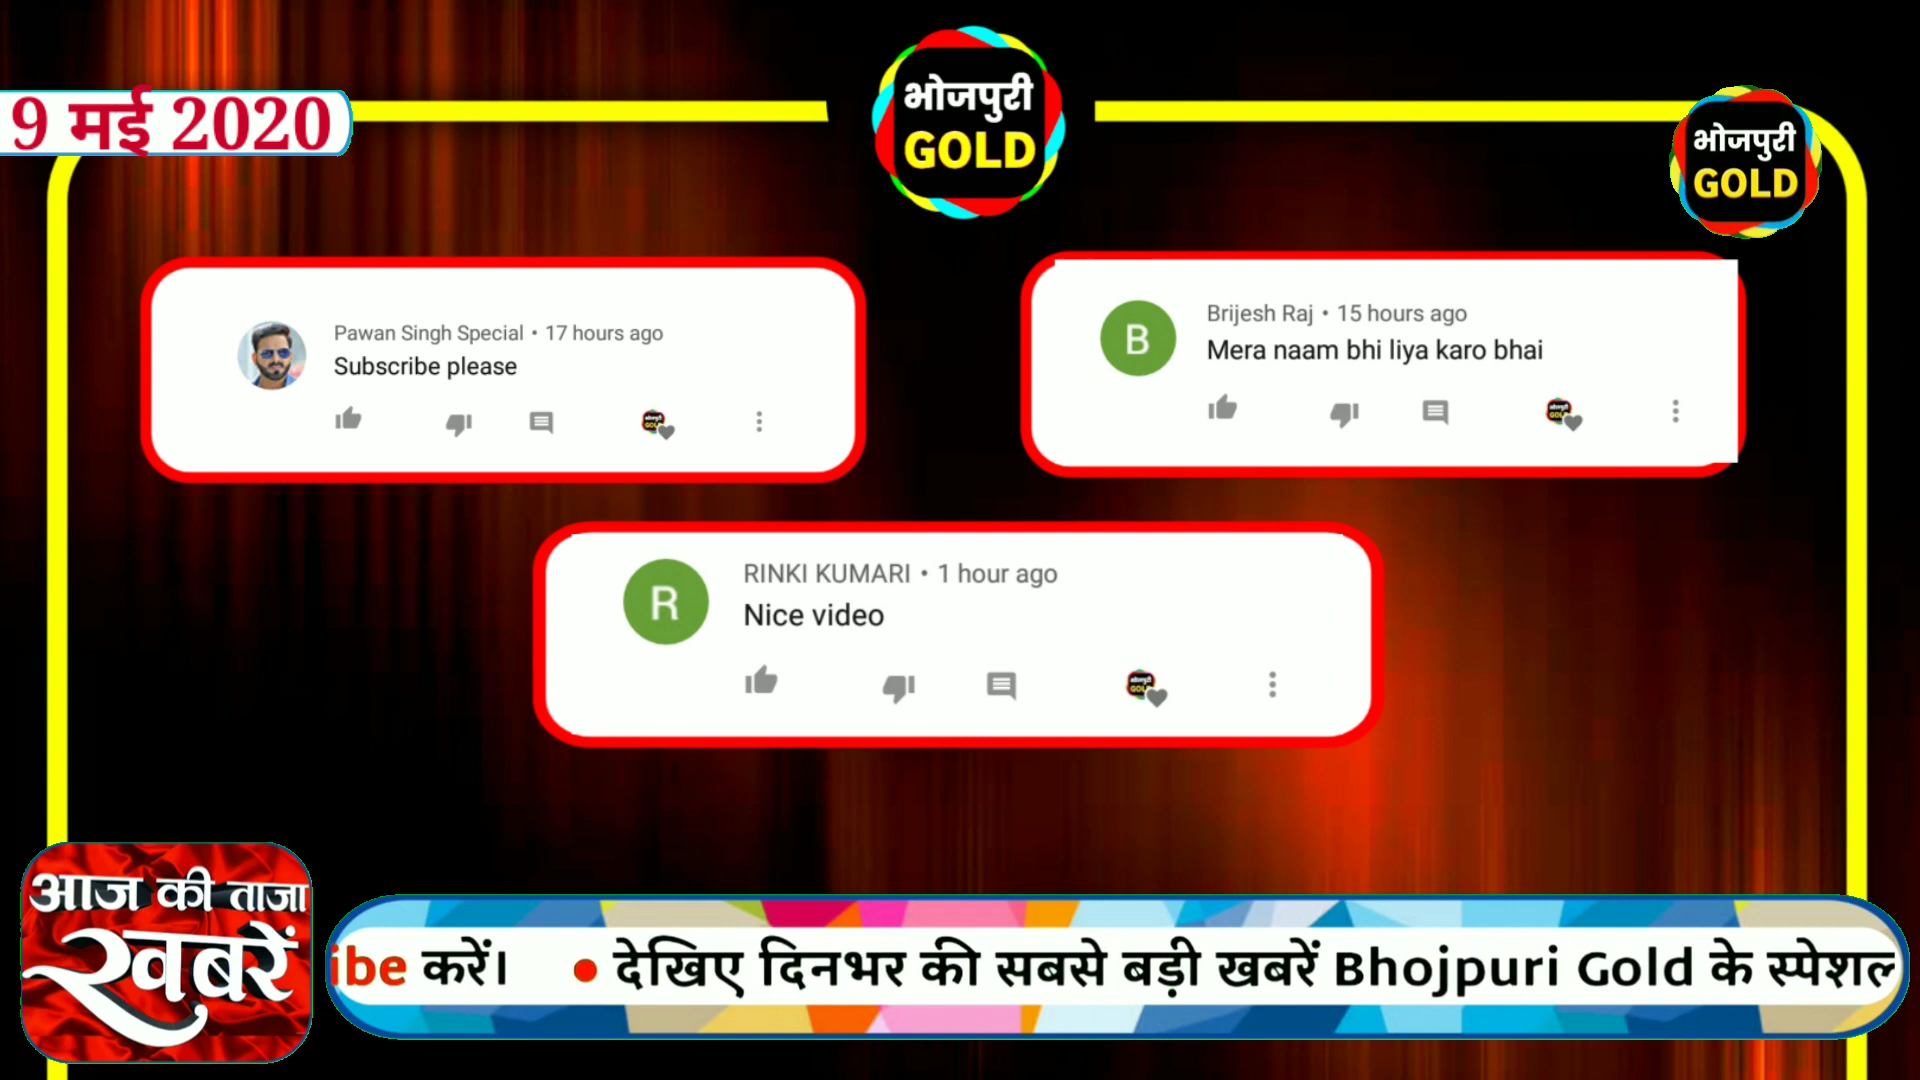 9 मई 2020
भोजपुरी
GOLD
भोजपुरी
GOLD
Pawan Singh Special • 17 hours ago
Subscribe please
Brijesh Raj • 15 hours ago
B
Mera naam bhi liya karo bhai
RINKI KUMARI • 1 hour ago
R
Nice video
आज की ताजा
खबरें
ibe करें। • देखिए दिनभर की सबसे बड़ी खबरें Bhojpuri Gold के स्पेशल